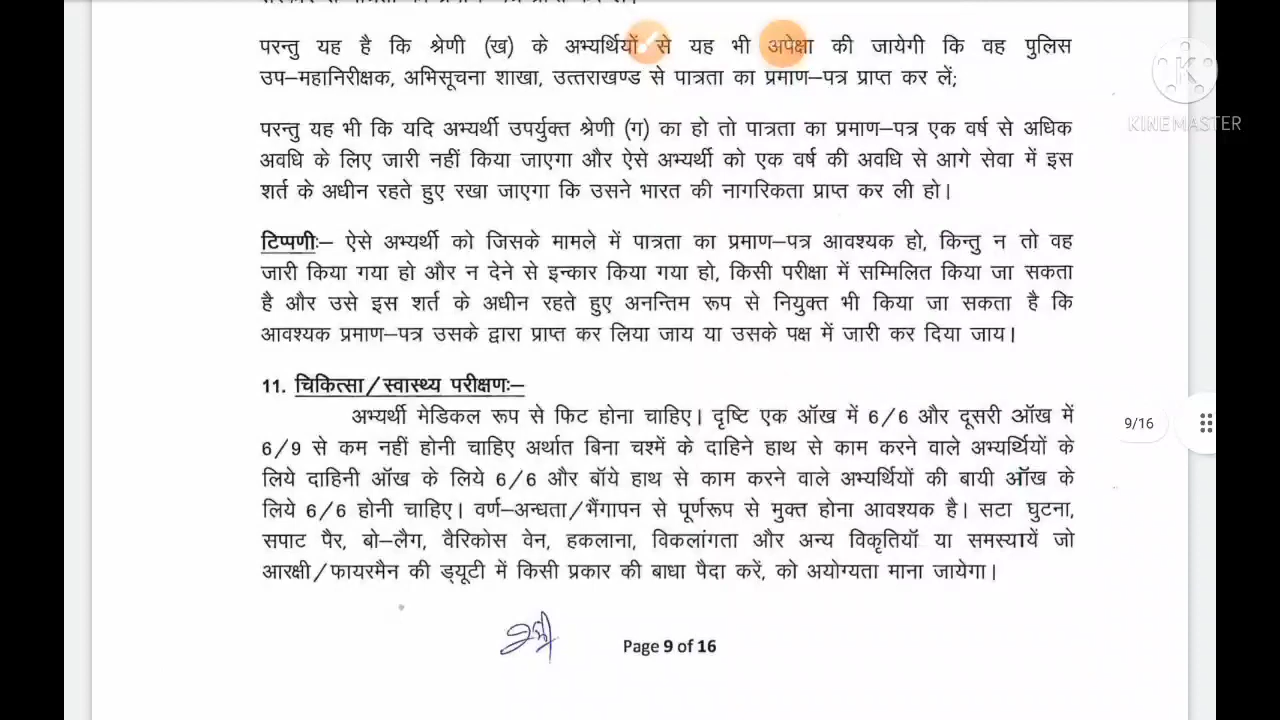 परन्तु यह है कि श्रेणी (ख) के अभ्यर्थियों से यह भी अपेक्षा की जायेगी कि वह पुलिस
उप–महानिरीक्षक, अभिसूचना शाखा, उत्तराखण्ड से पात्रता का प्रमाण–पत्र प्राप्त कर लें;
परन्तु यह भी कि यदि अभ्यर्थी उपर्युक्त श्रेणी (ग) का हो तो पात्रता का प्रमाण–पत्र एक वर्ष से अधिक
अवधि के लिए जारी नहीं किया जाएगा और ऐसे अभ्यर्थी को एक वर्ष की अवधि से आगे सेवा में इस
शर्त के अधीन रहते हुए रखा जाएगा कि उसने भारत की नागरिकता प्राप्त कर ली हो।
टिप्पणीः– ऐसे अभ्यर्थी को जिसके मामले में पात्रता का प्रमाण–पत्र आवश्यक हो, किन्तु न तो वह
जारी किया गया हो और न देने से इन्कार किया गया हो, किसी परीक्षा में सम्मिलित किया जा सकता
है और उसे इस शर्त के अधीन रहते हुए अनन्तिम रूप से नियुक्त भी किया जा सकता है कि
आवश्यक प्रमाण–पत्र उसके द्वारा प्राप्त कर लिया जाय या उसके पक्ष में जारी कर दिया जाय।
11. चिकित्सा/स्वास्थ्य परीक्षणः–
अभ्यर्थी मेडिकल रूप से फिट होना चाहिए। दृष्टि एक ऑख में 6/6 और दूसरी ऑख में
6/9 से कम नहीं होनी चाहिए अर्थात बिना चश्में के दाहिने हाथ से काम करने वाले अभ्यर्थियों के
लिये दाहिनी ऑख के लिये 6/6 और बॉये हाथ से काम करने वाले अभ्यर्थियों की बायी ऑख के
लिये 6/6 होनी चाहिए। वर्ण–अन्धता/भैंगापन से पूर्णरूप से मुक्त होना आवश्यक है। सटा घुटना,
सपाट पैर, बो–लैग, वैरिकोस वेन, हकलाना, विकलांगता और अन्य विकृतियॉ या समस्यायें जो
आरक्षी/फायरमैन की ड्यूटी में किसी प्रकार की बाधा पैदा करें, को अयोग्यता माना जायेगा।
Page 9 of 16
9/16
KINEMASTER